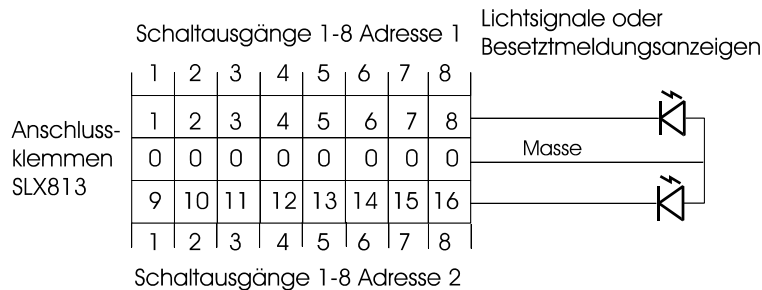 Schaltausgänge 1-8 Adresse 1
Lichtsignale oder
Besetztmeldungsanzeigen
1 2 3 4 5 6 7 8
Anschluss-
klemmen
SLX813
1 2 3 4 5 6 7 8
0 0 0 0 0 0 0 0
Masse
9 10 11 12 13 14 15 16
1 2 3 4 5 6 7 8
Schaltausgänge 1-8 Adresse 2